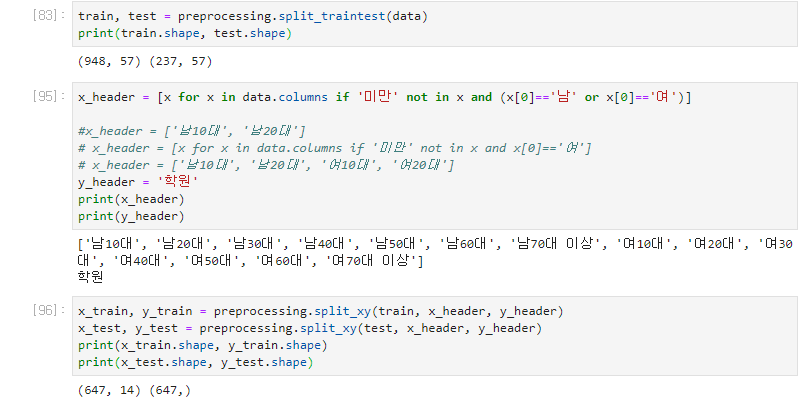 [83]:
train, test = preprocessing.split_traintest(data)
print(train.shape, test.shape)
(948, 57) (237, 57)
[95]:
x_header = [x for x in data.columns if '미만' not in x and (x[0]=='남' or x[0]=='여')]
#x_header = ['남10대', '남20대']
# x_header = [x for x in data.columns if '미만' not in x and x[0]=='여']
# x_header = ['남10대', '남20대', '여10대', '여20대']
y_header = '학원'
print(x_header)
print(y_header)
['남10대', '남20대', '남30대', '남40대', '남50대', '남60대', '남70대 이상', '여10대', '여20대', '여30
대', '여40대', '여50대', '여60대', '여70대 이상']
학원
[96]:
x_train, y_train = preprocessing.split_xy(train, x_header, y_header)
x_test, y_test = preprocessing.split_xy(test, x_header, y_header)
print(x_train.shape, y_train.shape)
print(x_test.shape, y_test.shape)
(647, 14) (647,)